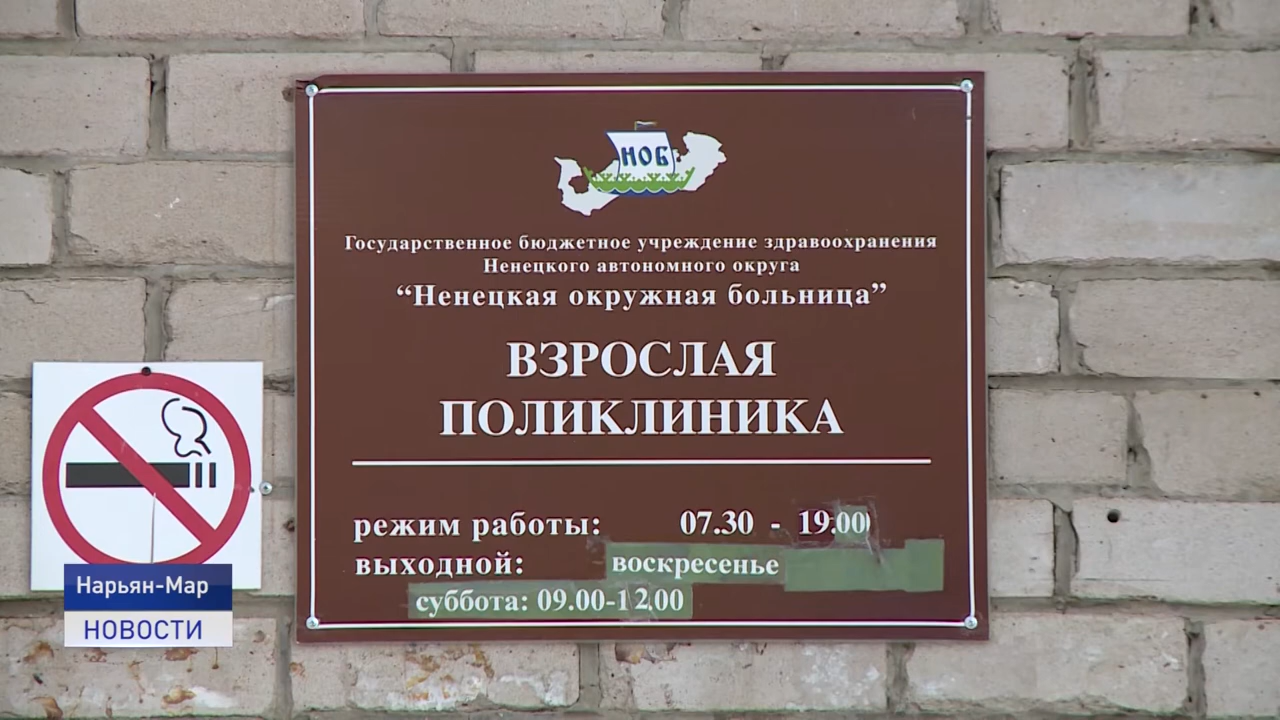 НОБ
Государственное бюджетное учреждение здравоохранения
Ненецкого автономного округа
“Ненецкая окружная больница”
ВЗРОСЛАЯ
ПОЛИКЛИНИКА
режим работы: 07.30 - 19.00
выходной: воскресенье
суббота: 09.00-12.00
Нарьян-Мар
НОВОСТИ